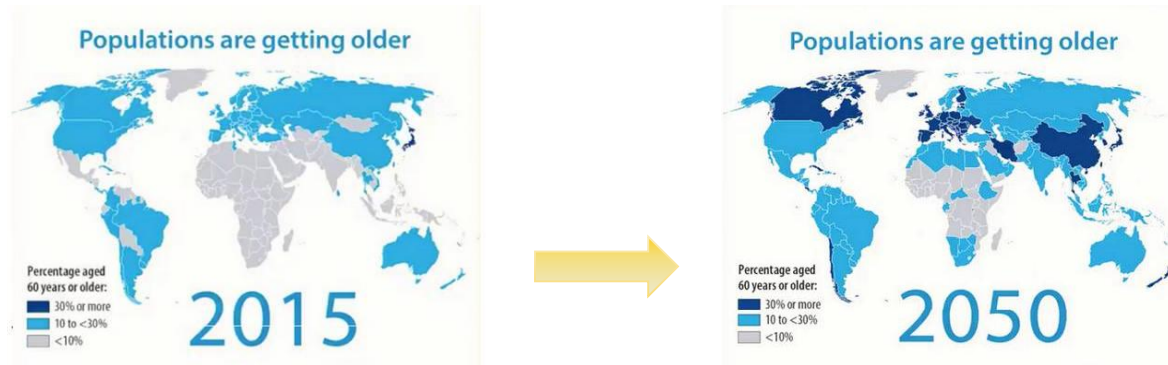 Populations are getting older
Percentage aged
60 years or older:
30% or more
10 to <30%
<10%
2015
Populations are getting older
Percentage aged
60 years or older:
30% or more
10 to <30%
<10%
2050